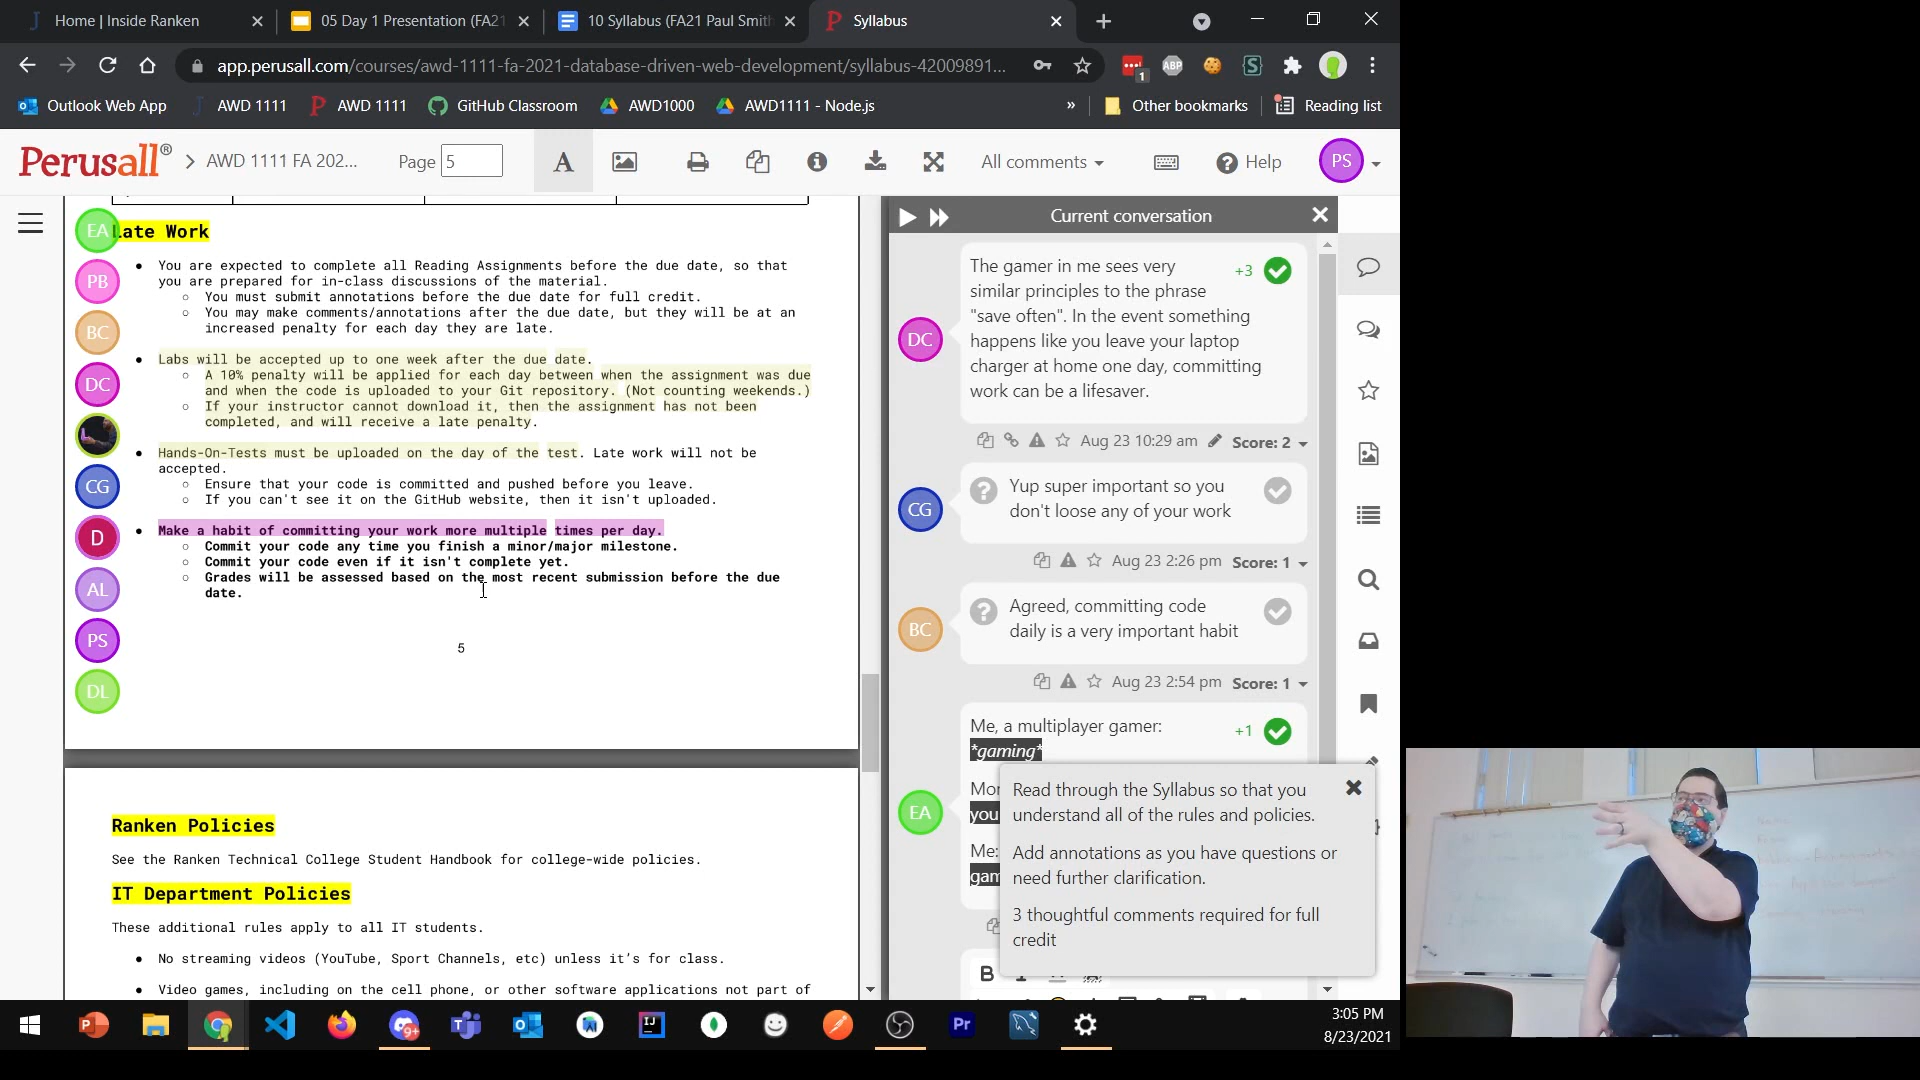 Home | Inside Ranken
05 Day 1 Presentation (FA21
10 Syllabus (FA21 Paul Smith
Syllabus
app.perusall.com/courses/awd-1111-fa-2021-database-driven-web-development/syllabus-42009891...
1
ABP
Outlook Web App
AWD 1111
AWD 1111
GitHub Classroom
AWD1000
AWD1111 - Node.js
»
Other bookmarks
Reading list
Perusall®
AWD 1111 FA 202...
Page 5
A
All comments
Help
PS
Late Work
● You are expected to complete all Reading Assignments before the due date, so that
you are prepared for in-class discussions of the material.
○ You must submit annotations before the due date for full credit.
○ You may make comments/annotations after the due date, but they will be at an
increased penalty for each day they are late.
● Labs will be accepted up to one week after the due date.
○ A 10% penalty will be applied for each day between when the assignment was due
and when the code is uploaded to your Git repository. (Not counting weekends.)
○ If your instructor cannot download it, then the assignment has not been
completed, and will receive a late penalty.
● Hands-On-Tests must be uploaded on the day of the test. Late work will not be
accepted.
○ Ensure that your code is committed and pushed before you leave.
○ If you can't see it on the GitHub website, then it isn't uploaded.
● Make a habit of committing your work more multiple times per day.
○ Commit your code any time you finish a minor/major milestone.
○ Commit your code even if it isn't complete yet.
○ Grades will be assessed based on the most recent submission before the due
date.
5
EA
PB
BC
DC
CG
D
AL
PS
DL
Ranken Policies
See the Ranken Technical College Student Handbook for college-wide policies.
IT Department Policies
These additional rules apply to all IT students.
● No streaming videos (YouTube, Sport Channels, etc) unless it's for class.
● Video games, including on the cell phone, or other software applications not part of
Current conversation
DC
The gamer in me sees very
similar principles to the phrase
"save often". In the event something
happens like you leave your laptop
charger at home one day, committing
work can be a lifesaver.
+3
Aug 23 10:29 am
Score: 2
CG
Yup super important so you
don't loose any of your work
Aug 23 2:26 pm
Score: 1
BC
Agreed, committing code
daily is a very important habit
Aug 23 2:54 pm
Score: 1
EA
Me, a multiplayer gamer:
*gaming*
+1
Mor
you
Me:
gam
Read through the Syllabus so that you
understand all of the rules and policies.
Add annotations as you have questions or
need further clarification.
3 thoughtful comments required for full
credit
B
9+
IJ
Pr
3:05 PM
8/23/2021